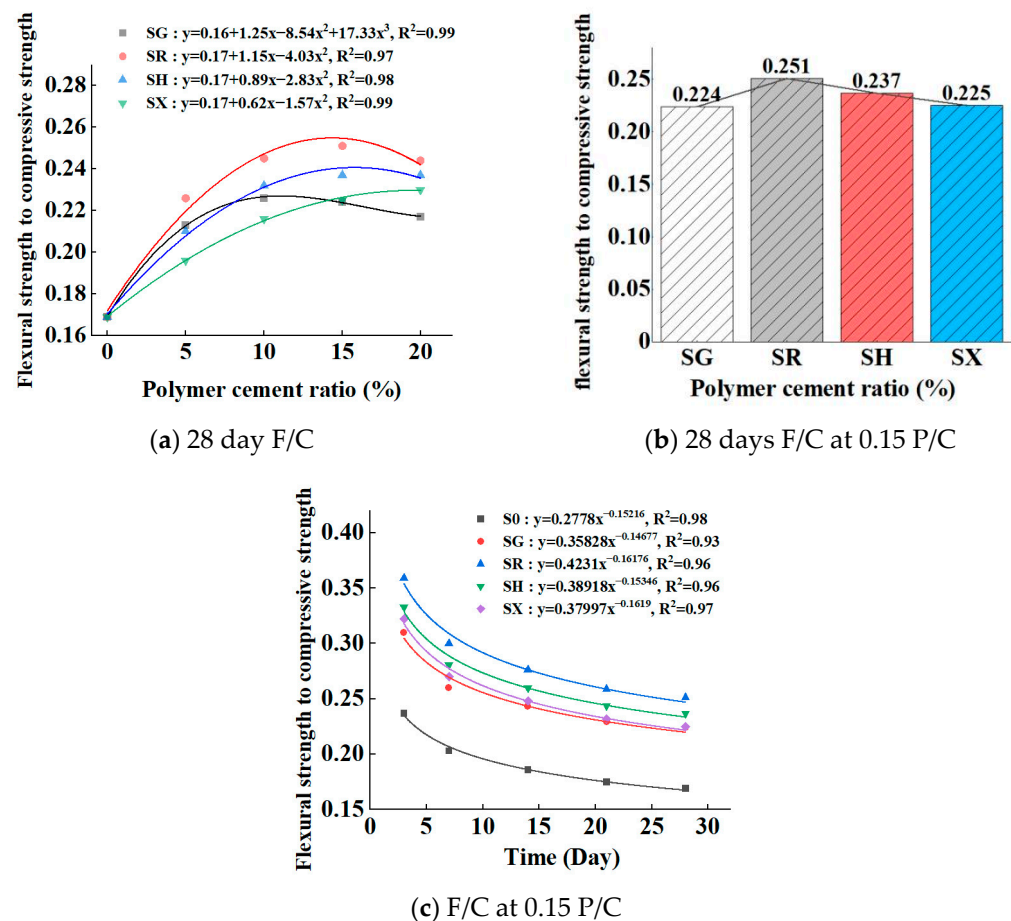 SG : y=0.16+1.25x−8.54x²+17.33x³, R²=0.99
SR : y=0.17+1.15x−4.03x², R²=0.97
SH : y=0.17+0.89x−2.83x², R²=0.98
SX : y=0.17+0.62x−1.57x², R²=0.99
Flexural strength to compressive strength
0.28
0.26
0.24
0.22
0.20
0.18
0.16
0 5 10 15 20
Polymer cement ratio (%)
(a) 28 day F/C
flexural strength to compressive strength
0.25
0.20
0.15
0.10
0.05
0
0.224 0.251 0.237 0.225
SG SR SH SX
Polymer cement ratio (%)
(b) 28 days F/C at 0.15 P/C
Flexural strength to compressive strength
0.40
0.35
0.30
0.25
0.20
0.15
S0 : y=0.2778x⁻⁰·¹⁵²¹⁶, R²=0.98
SG : y=0.35828x⁻⁰·¹⁴⁶⁷⁷, R²=0.93
SR : y=0.4231x⁻⁰·¹⁶¹⁷⁶, R²=0.96
SH : y=0.38918x⁻⁰·¹⁵³⁴⁶, R²=0.96
SX : y=0.37997x⁻⁰·¹⁶¹⁹, R²=0.97
0 5 10 15 20 25 30
Time (Day)
(c) F/C at 0.15 P/C